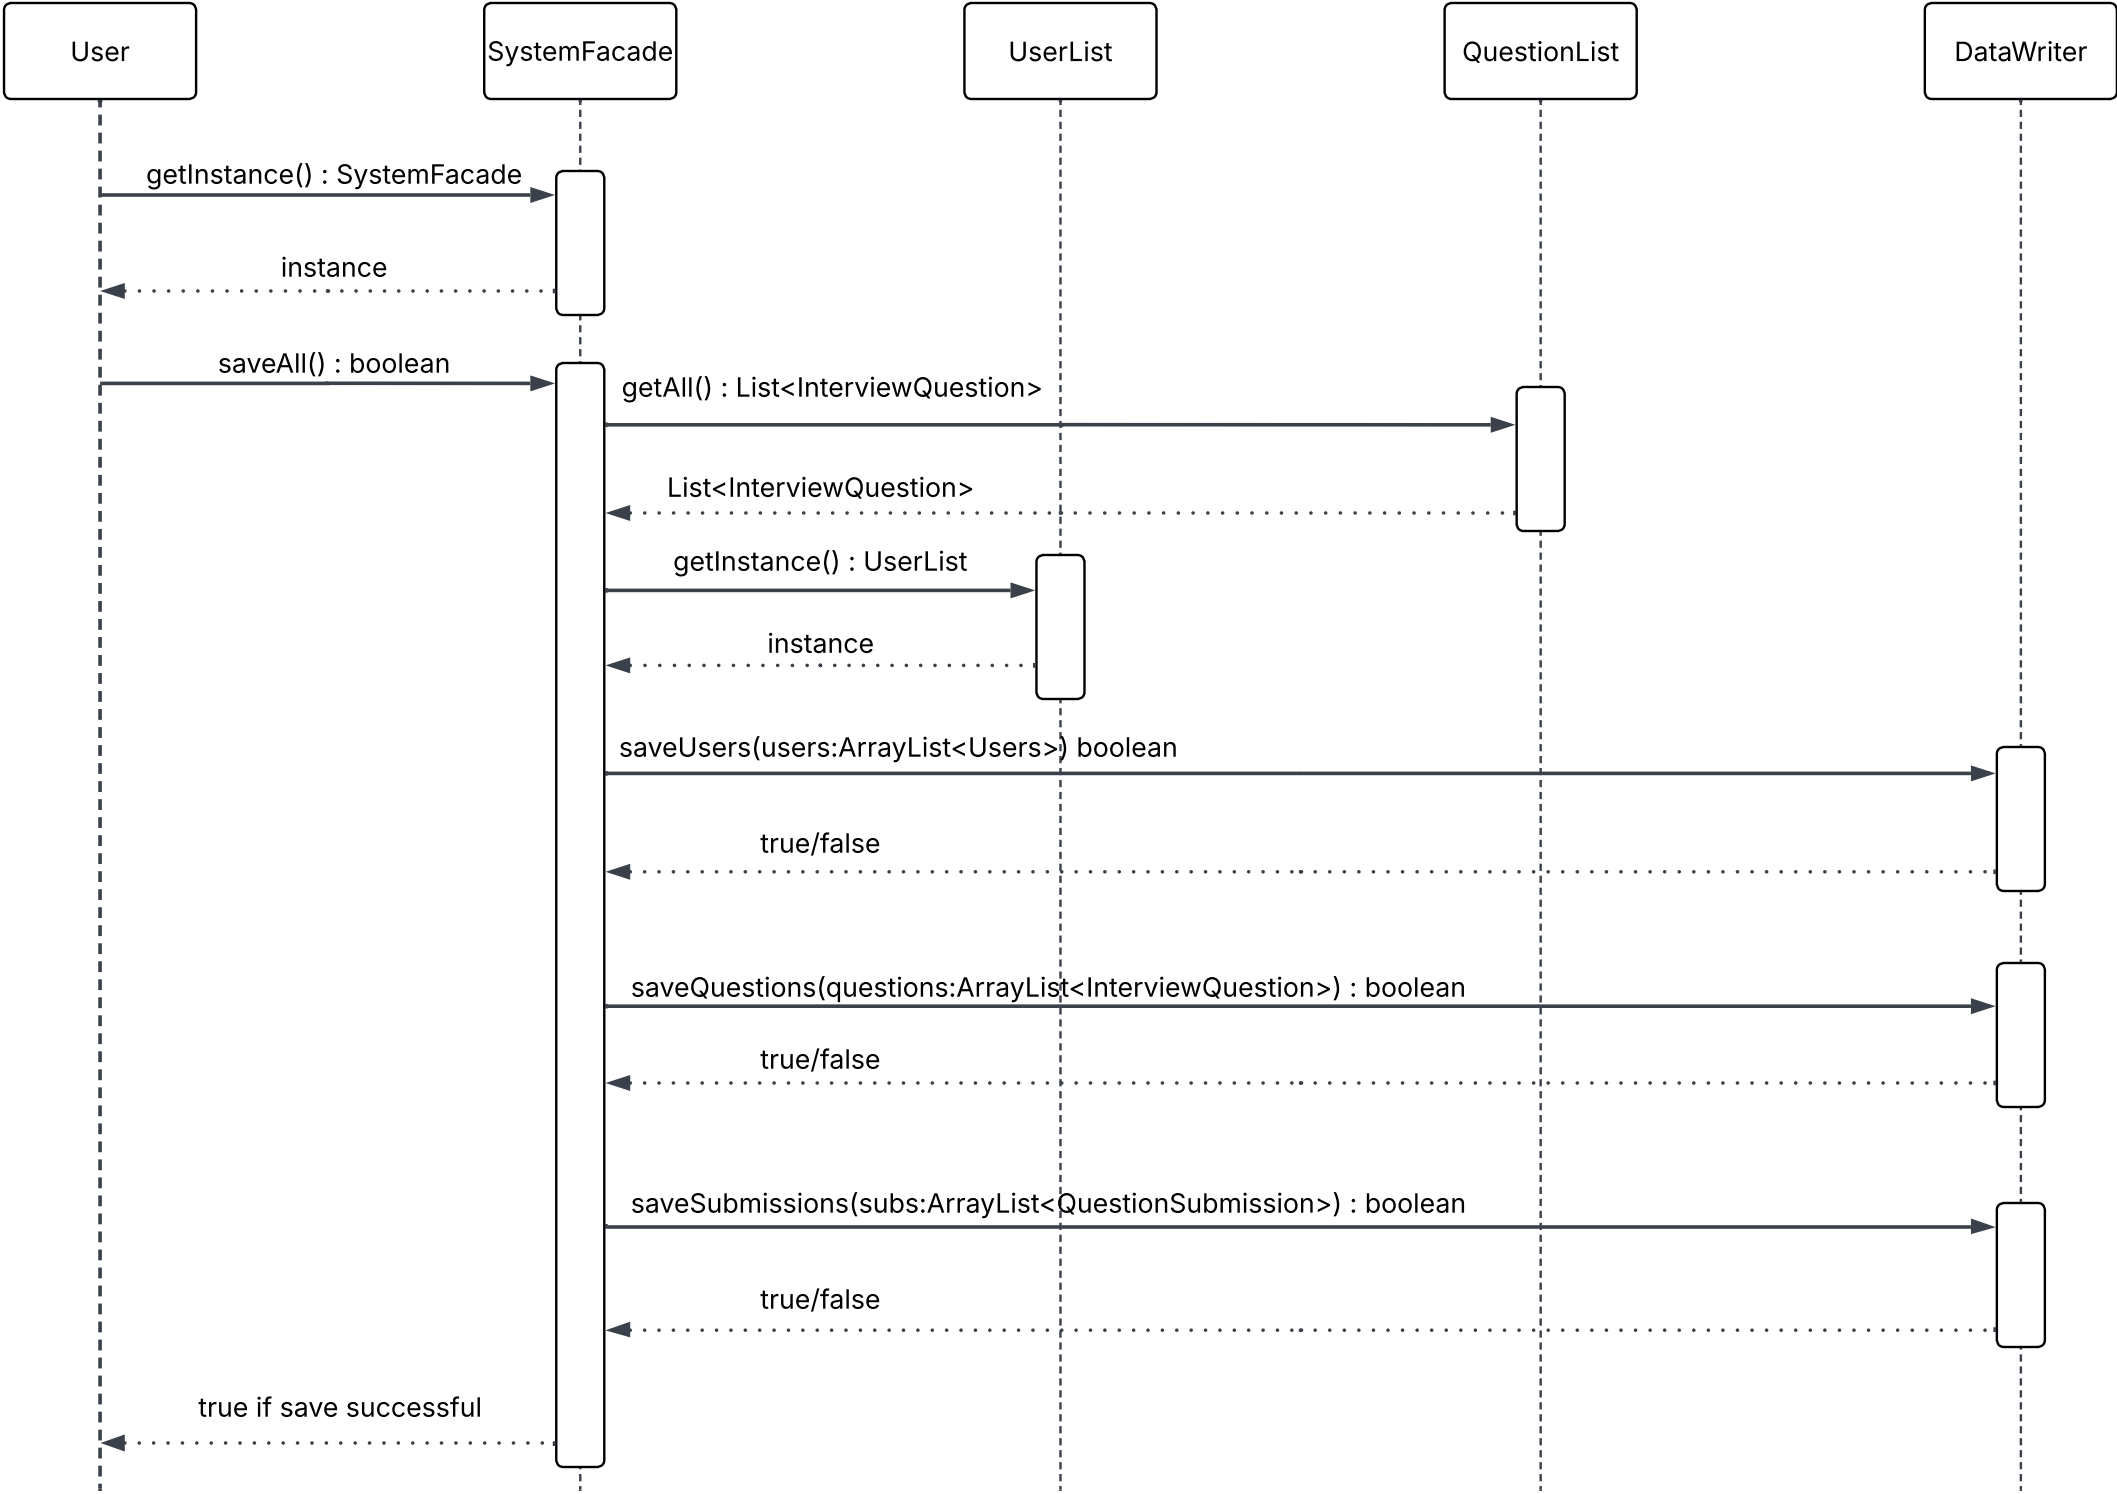 User
SystemFacade
UserList
QuestionList
DataWriter
getInstance() : SystemFacade
instance
saveAll() : boolean
getAll() : List<InterviewQuestion>
List<InterviewQuestion>
getInstance() : UserList
instance
saveUsers(users:ArrayList<Users>) boolean
true/false
saveQuestions(questions:ArrayList<InterviewQuestion>) : boolean
true/false
saveSubmissions(subs:ArrayList<QuestionSubmission>) : boolean
true/false
true if save successful